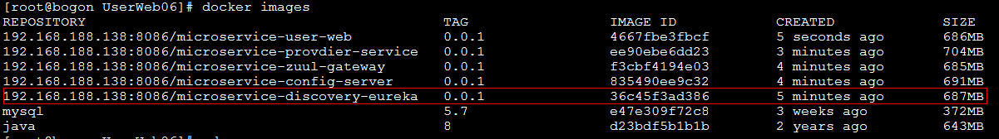 [root@bogon UserWeb06]# docker images
REPOSITORY TAG IMAGE ID CREATED SIZE
192.168.188.138:8086/microservice-user-web 0.0.1 4667fbe3fbcf 5 seconds ago 686MB
192.168.188.138:8086/microservice-provdier-service 0.0.1 ee90ebe6dd23 3 minutes ago 704MB
192.168.188.138:8086/microservice-zuul-gateway 0.0.1 f3cbf4194e03 4 minutes ago 685MB
192.168.188.138:8086/microservice-config-server 0.0.1 835490ee9c32 4 minutes ago 691MB
192.168.188.138:8086/microservice-discovery-eureka 0.0.1 36c45f3ad386 5 minutes ago 687MB
mysql 5.7 e47e309f72c8 3 weeks ago 372MB
java 8 d23bdf5b1b1b 2 years ago 643MB